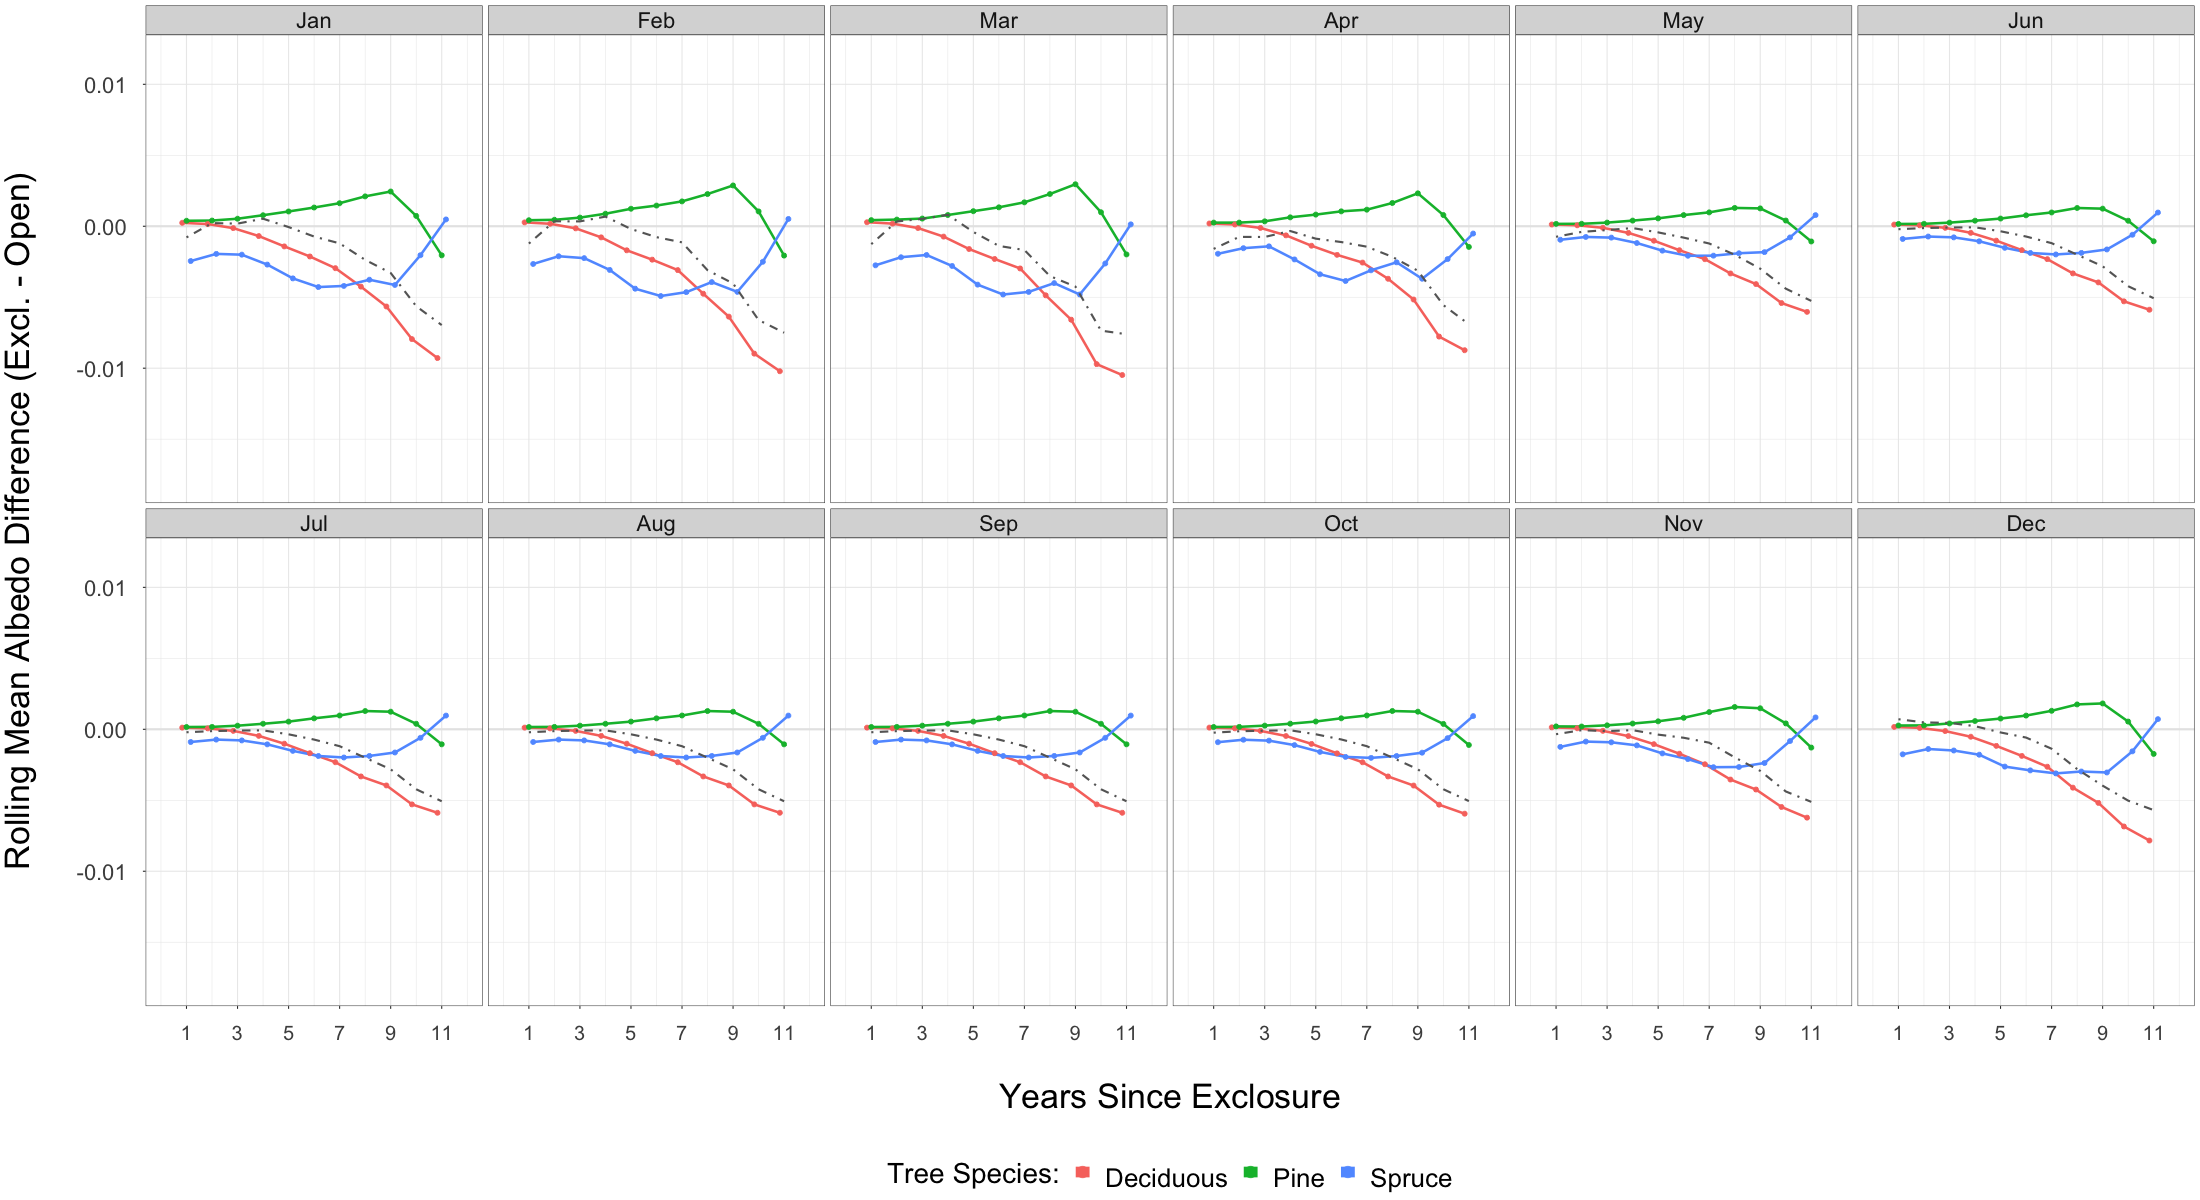 Jan Feb Mar Apr May Jun
0.01
0.00
-0.01
Rolling Mean Albedo Difference (Excl. - Open)
Jul Aug Sep Oct Nov Dec
0.01
0.00
-0.01
1 3 5 7 9 11 1 3 5 7 9 11 1 3 5 7 9 11 1 3 5 7 9 11 1 3 5 7 9 11 1 3 5 7 9 11
Years Since Exclosure
Tree Species: Deciduous Pine Spruce